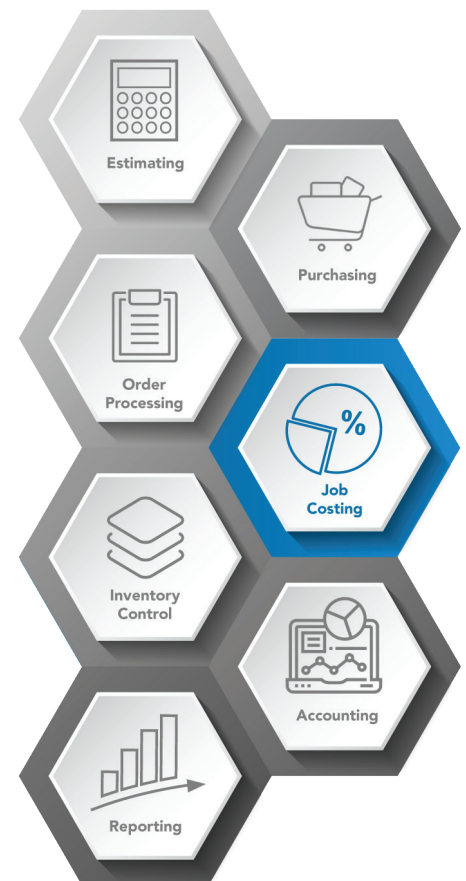 Estimating
Purchasing
Order
Processing
%
Job
Costing
Inventory
Control
Accounting
Reporting